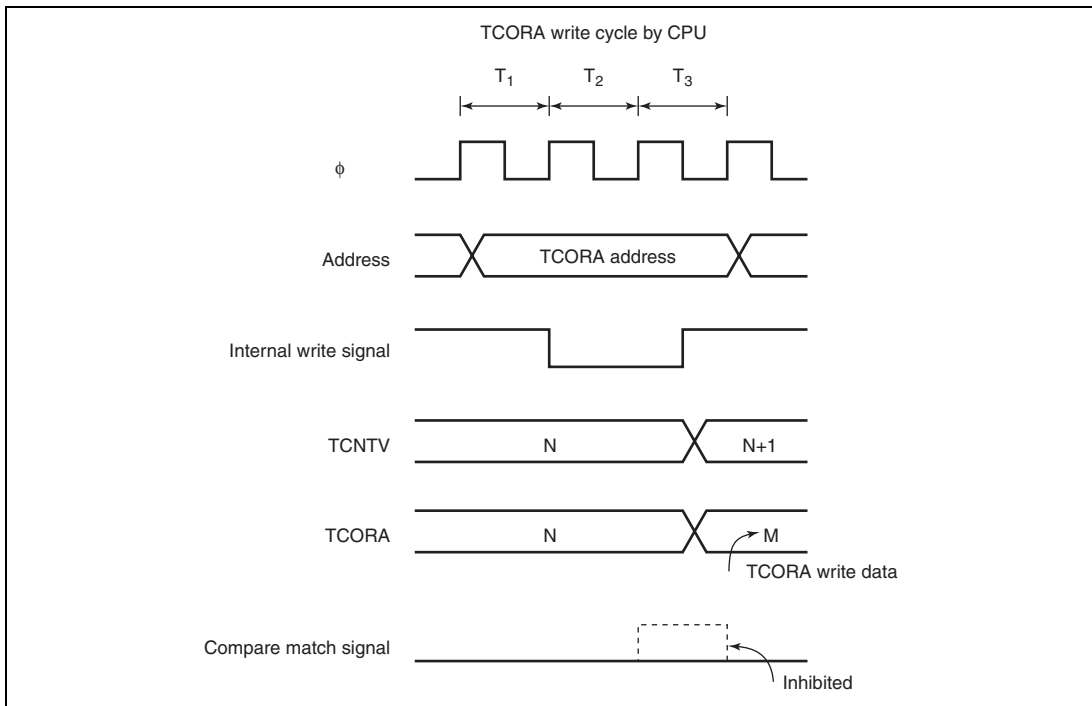 TCORA write cycle by CPU
T1 T2 T3
φ
Address TCORA address
Internal write signal
TCNTV N N+1
TCORA N M
TCORA write data
Compare match signal
Inhibited